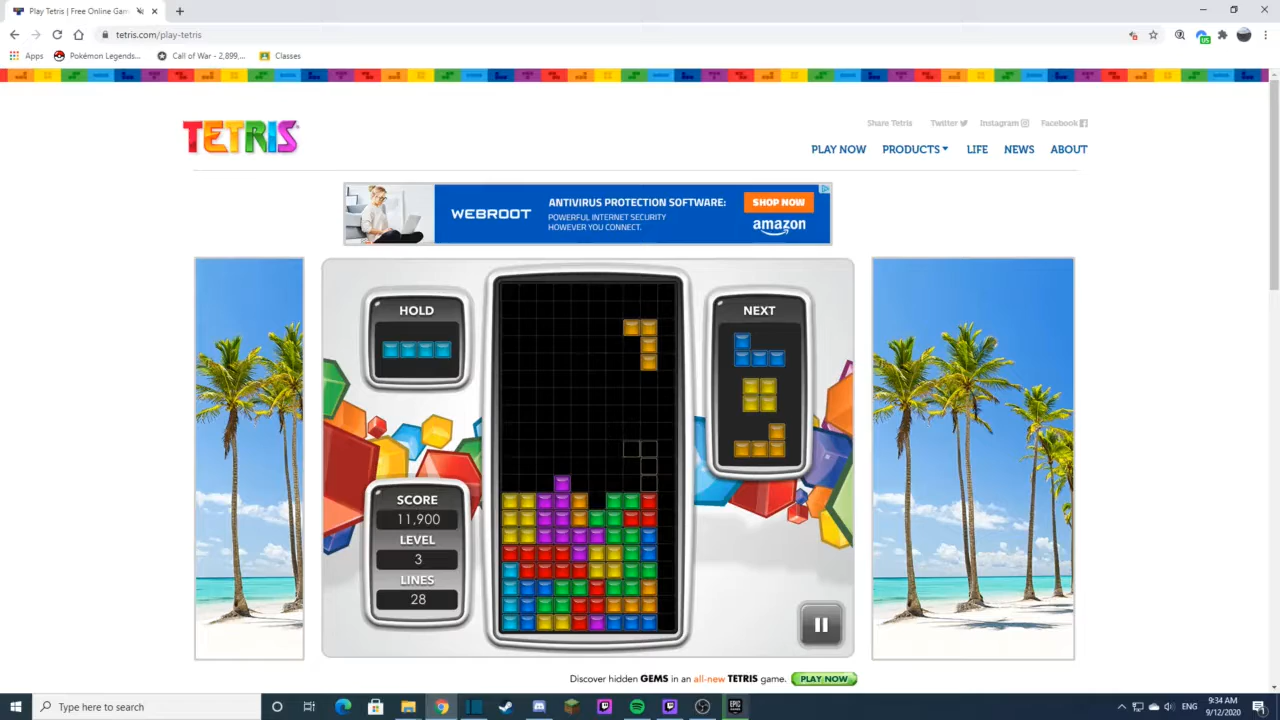 Play Tetris | Free Online Gam
tetris.com/play-tetris
Apps
Pokémon Legends...
Call of War - 2,899,...
Classes
TETRIS
Share Tetris
Twitter
Instagram
Facebook
PLAY NOW
PRODUCTS
LIFE
NEWS
ABOUT
WEBROOT
ANTIVIRUS PROTECTION SOFTWARE:
POWERFUL INTERNET SECURITY
HOWEVER YOU CONNECT.
SHOP NOW
amazon
HOLD
NEXT
SCORE
11,900
LEVEL
3
LINES
28
Discover hidden GEMS in an all-new TETRIS game.
PLAY NOW
Type here to search
EPIC
ENG
9:34 AM
9/12/2020
1